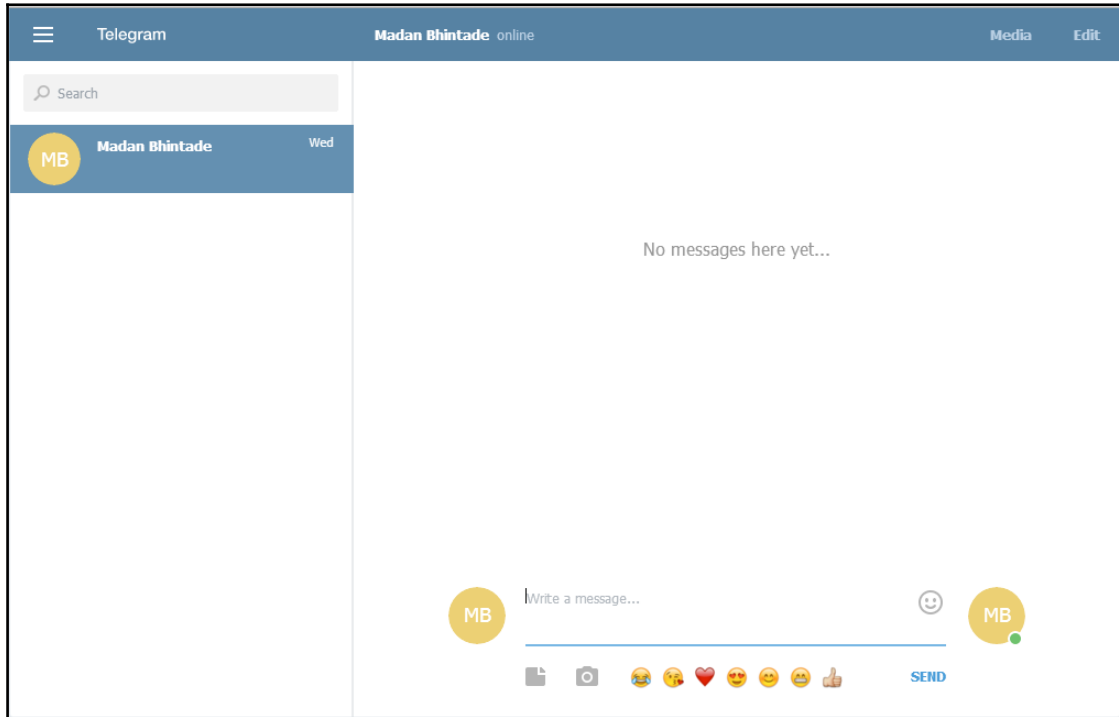 Telegram
Madan Bhintade online
Media
Edit
Search
MB
Madan Bhintade
Wed
No messages here yet...
MB
Write a message...
MB
SEND